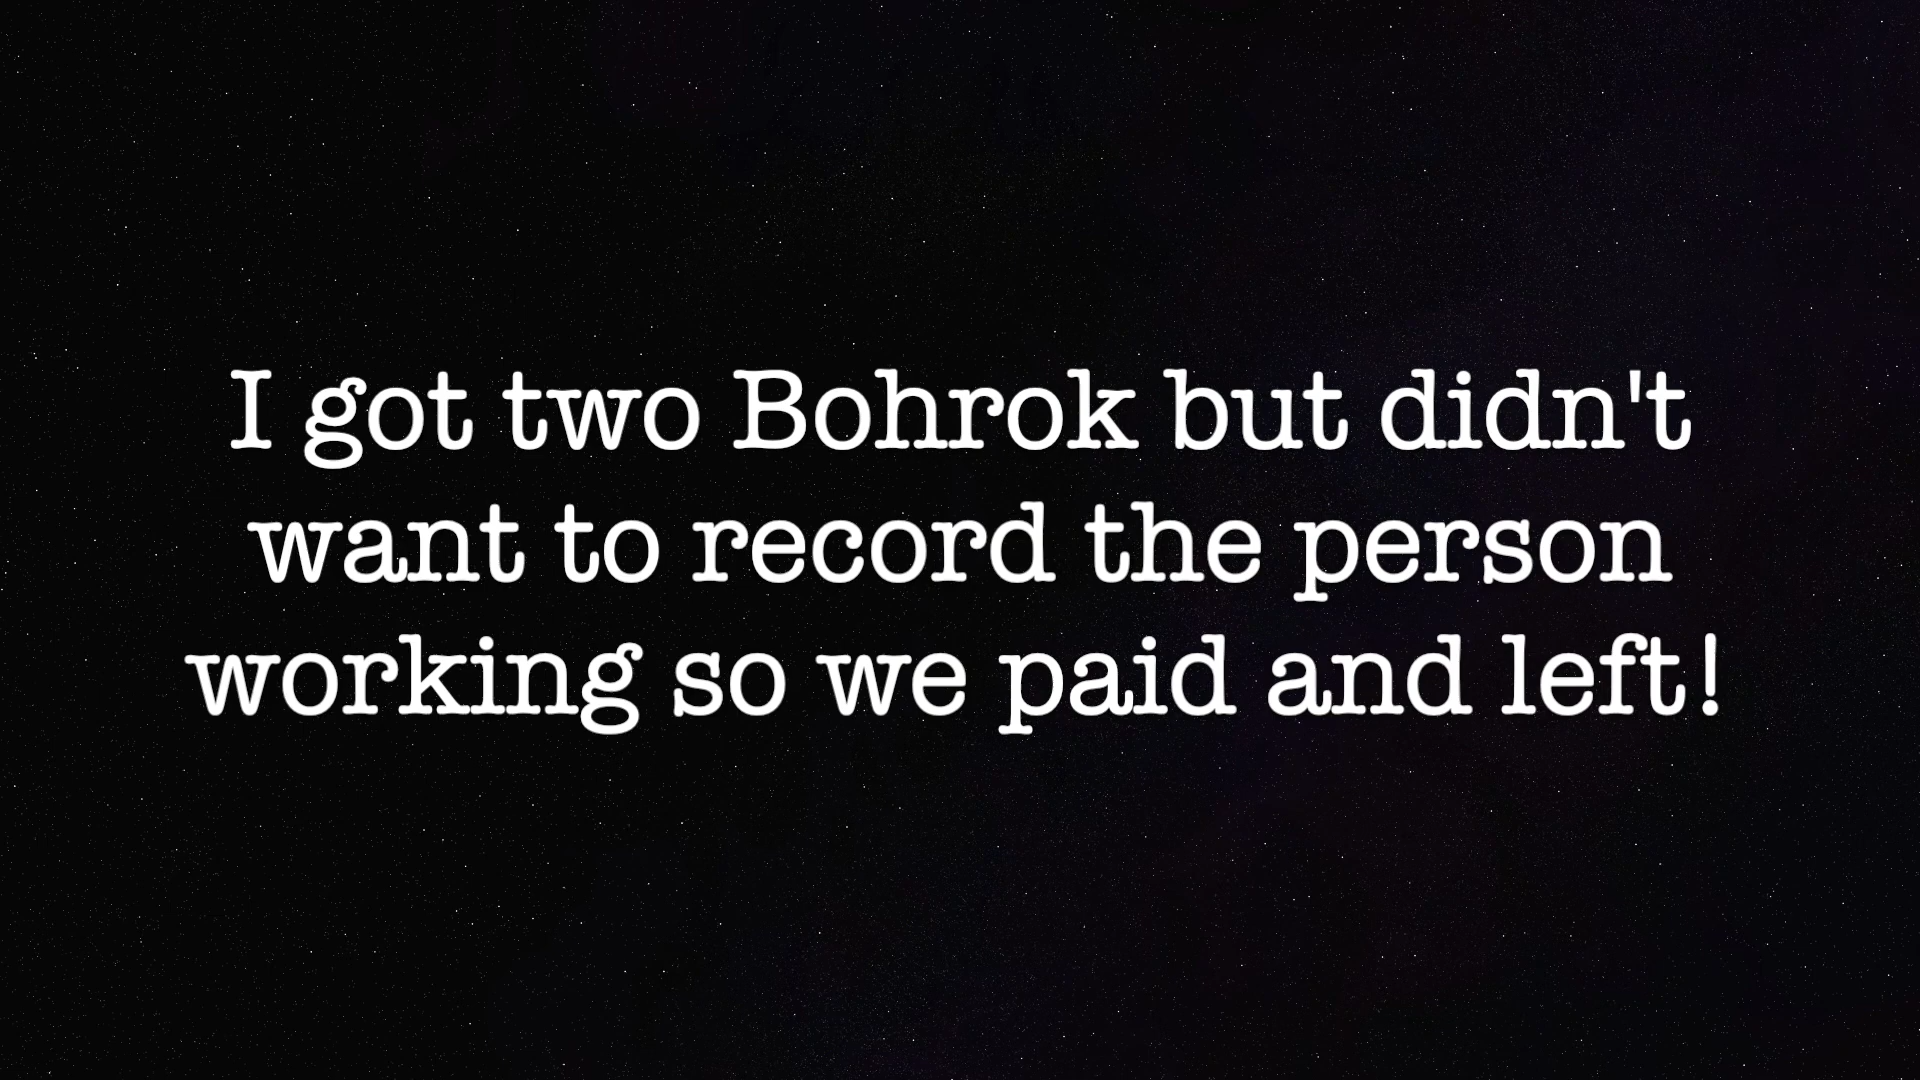 I got two Bohrok but didn't
want to record the person
working so we paid and left!